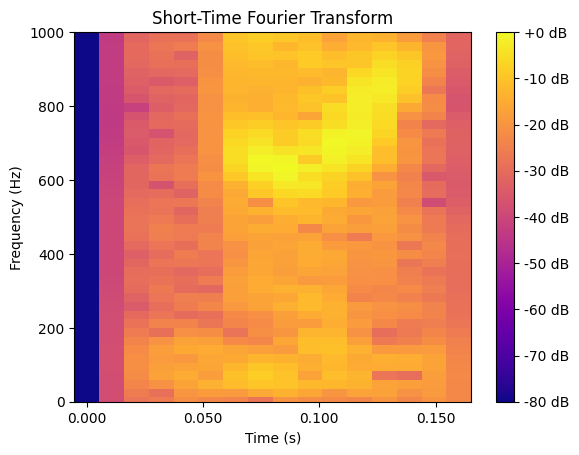 Short-Time Fourier Transform
Frequency (Hz)
1000
800
600
400
200
0
0.000
0.050
0.100
0.150
Time (s)
+0 dB
-10 dB
-20 dB
-30 dB
-40 dB
-50 dB
-60 dB
-70 dB
-80 dB